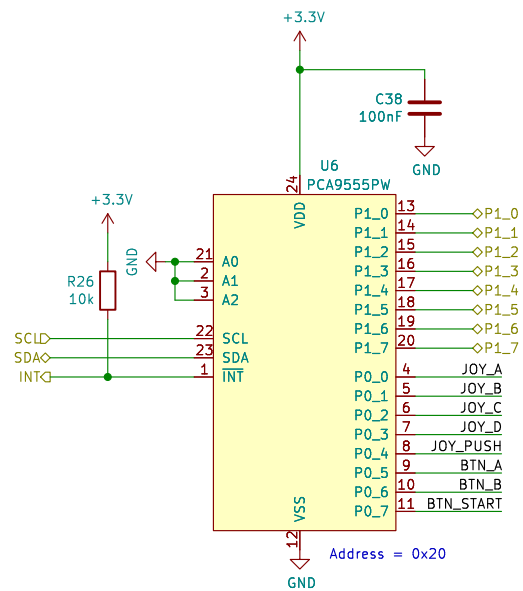 +3.3V
C38
100nF
GND
U6
PCA9555PW
24
VDD
+3.3V
GND
R26
10k
21 A0
2 A1
3 A2
SCL 22 SCL
SDA 23 SDA
INT 1 INT
P1_0 13 P1_0
P1_1 14 P1_1
P1_2 15 P1_2
P1_3 16 P1_3
P1_4 17 P1_4
P1_5 18 P1_5
P1_6 19 P1_6
P1_7 20 P1_7
P0_0 4 JOY_A
P0_1 5 JOY_B
P0_2 6 JOY_C
P0_3 7 JOY_D
P0_4 8 JOY_PUSH
P0_5 9 BTN_A
P0_6 10 BTN_B
P0_7 11 BTN_START
VSS
12
GND
Address = 0x20